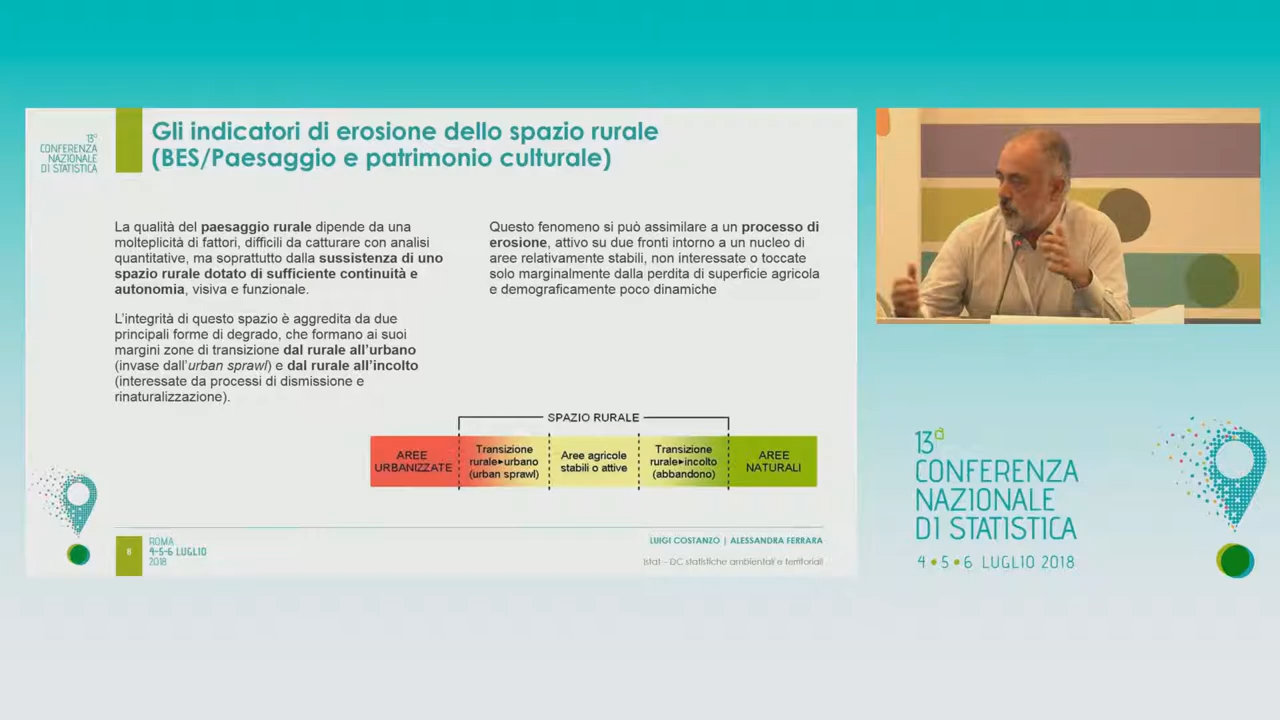 13ª
CONFERENZA
NAZIONALE
DI STATISTICA
Gli indicatori di erosione dello spazio rurale
(BES/Paesaggio e patrimonio culturale)
La qualità del paesaggio rurale dipende da una
molteplicità di fattori, difficili da catturare con analisi
quantitative, ma soprattutto dalla sussistenza di uno
spazio rurale dotato di sufficiente continuità e
autonomia, visiva e funzionale.
L'integrità di questo spazio è aggredita da due
principali forme di degrado, che formano ai suoi
margini zone di transizione dal rurale all'urbano
(invase dall'urban sprawl) e dal rurale all'incolto
(interessate da processi di dismissione e
rinaturalizzazione).
Questo fenomeno si può assimilare a un processo di
erosione, attivo su due fronti intorno a un nucleo di
aree relativamente stabili, non interessate o toccate
solo marginalmente dalla perdita di superficie agricola
e demograficamente poco dinamiche
SPAZIO RURALE
AREE
URBANIZZATE
Transizione
rurale▸urbano
(urban sprawl)
Aree agricole
stabili o attive
Transizione
rurale▸incolto
(abbandono)
AREE
NATURALI
8
ROMA
4-5-6 LUGLIO
2018
LUIGI COSTANZO | ALESSANDRA FERRARA
Istat – DC statistiche ambientali e territoriali
13ª
CONFERENZA
NAZIONALE
DI STATISTICA
4 • 5 • 6 LUGLIO 2018